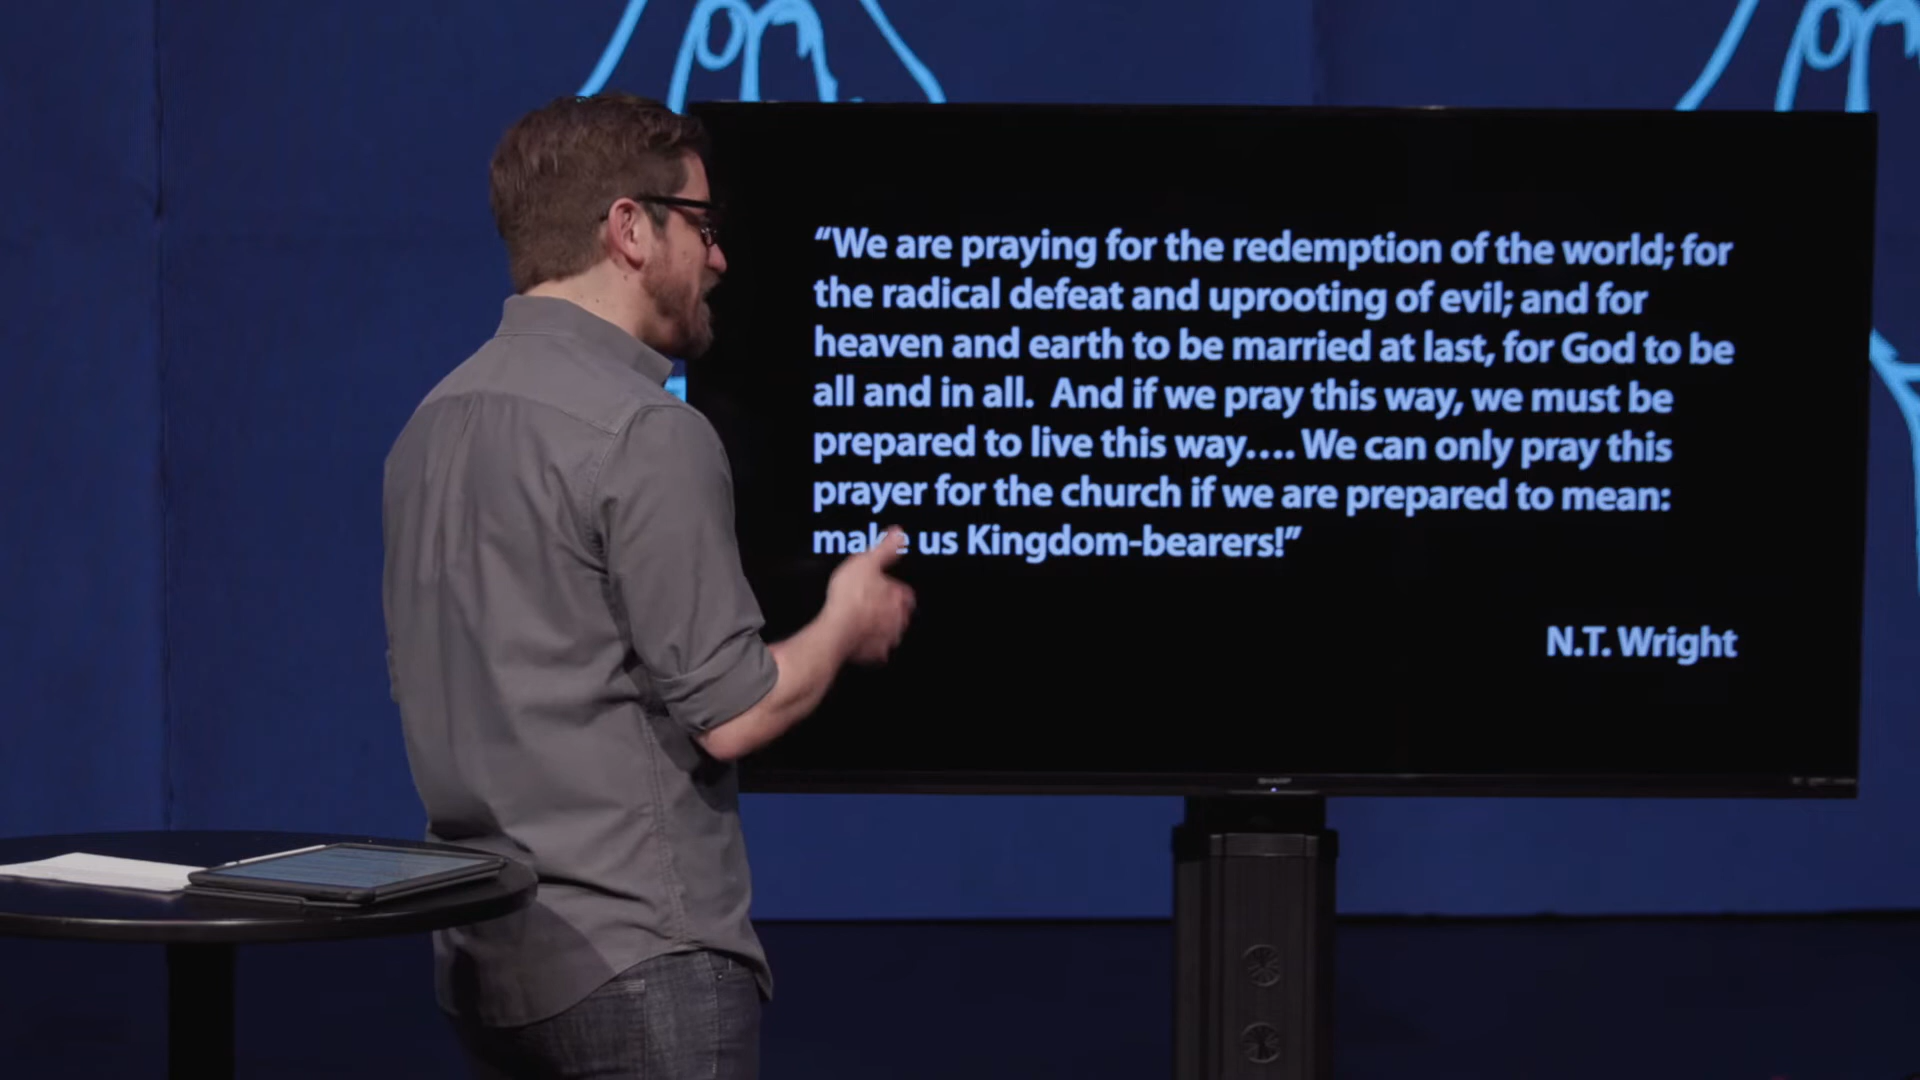 “We are praying for the redemption of the world; for
the radical defeat and uprooting of evil; and for
heaven and earth to be married at last, for God to be
all and in all. And if we pray this way, we must be
prepared to live this way…. We can only pray this
prayer for the church if we are prepared to mean:
make us Kingdom-bearers!”
N.T. Wright
SHARP